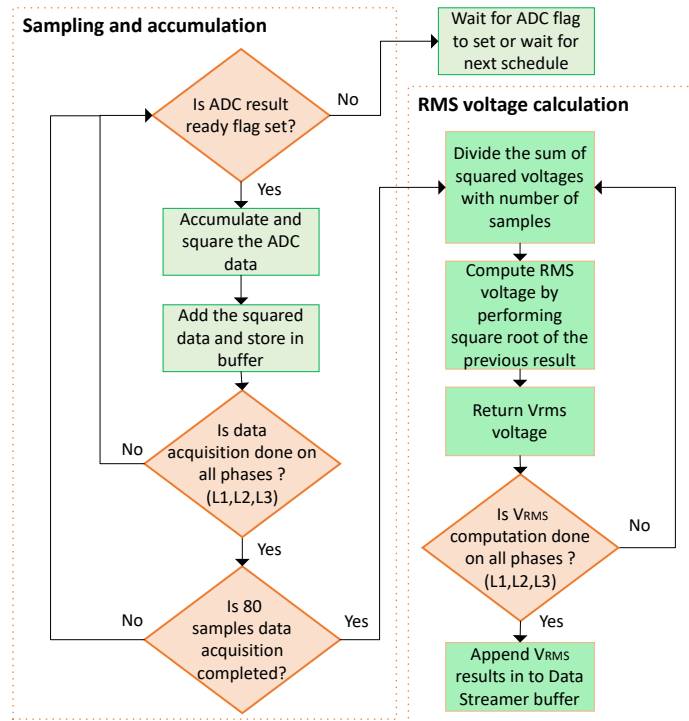 Sampling and accumulation
Wait for ADC flag
to set or wait for
next schedule
Is ADC result
ready flag set?
No
Yes
Accumulate and
square the ADC
data
Add the squared
data and store in
buffer
Is data
acquisition done on
all phases ?
(L1,L2,L3)
No
Yes
Is 80
samples data
acquisition
completed?
No
Yes
RMS voltage calculation
Divide the sum of
squared voltages
with number of
samples
Compute RMS
voltage by
performing
square root of the
previous result
Return Vrms
voltage
Is VRMS
computation done
on all phases ?
(L1,L2,L3)
No
Yes
Append VRMS
results in to Data
Streamer buffer